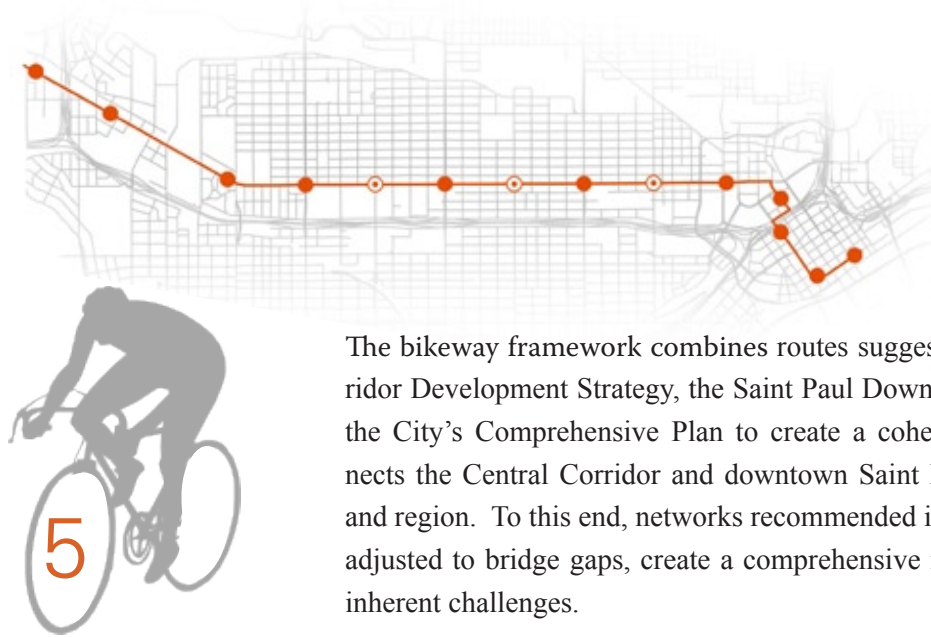 The bikeway framework combines routes sugges
ridor Development Strategy, the Saint Paul Down
the City's Comprehensive Plan to create a cohe
nects the Central Corridor and downtown Saint
and region. To this end, networks recommended i
adjusted to bridge gaps, create a comprehensive
inherent challenges.
5